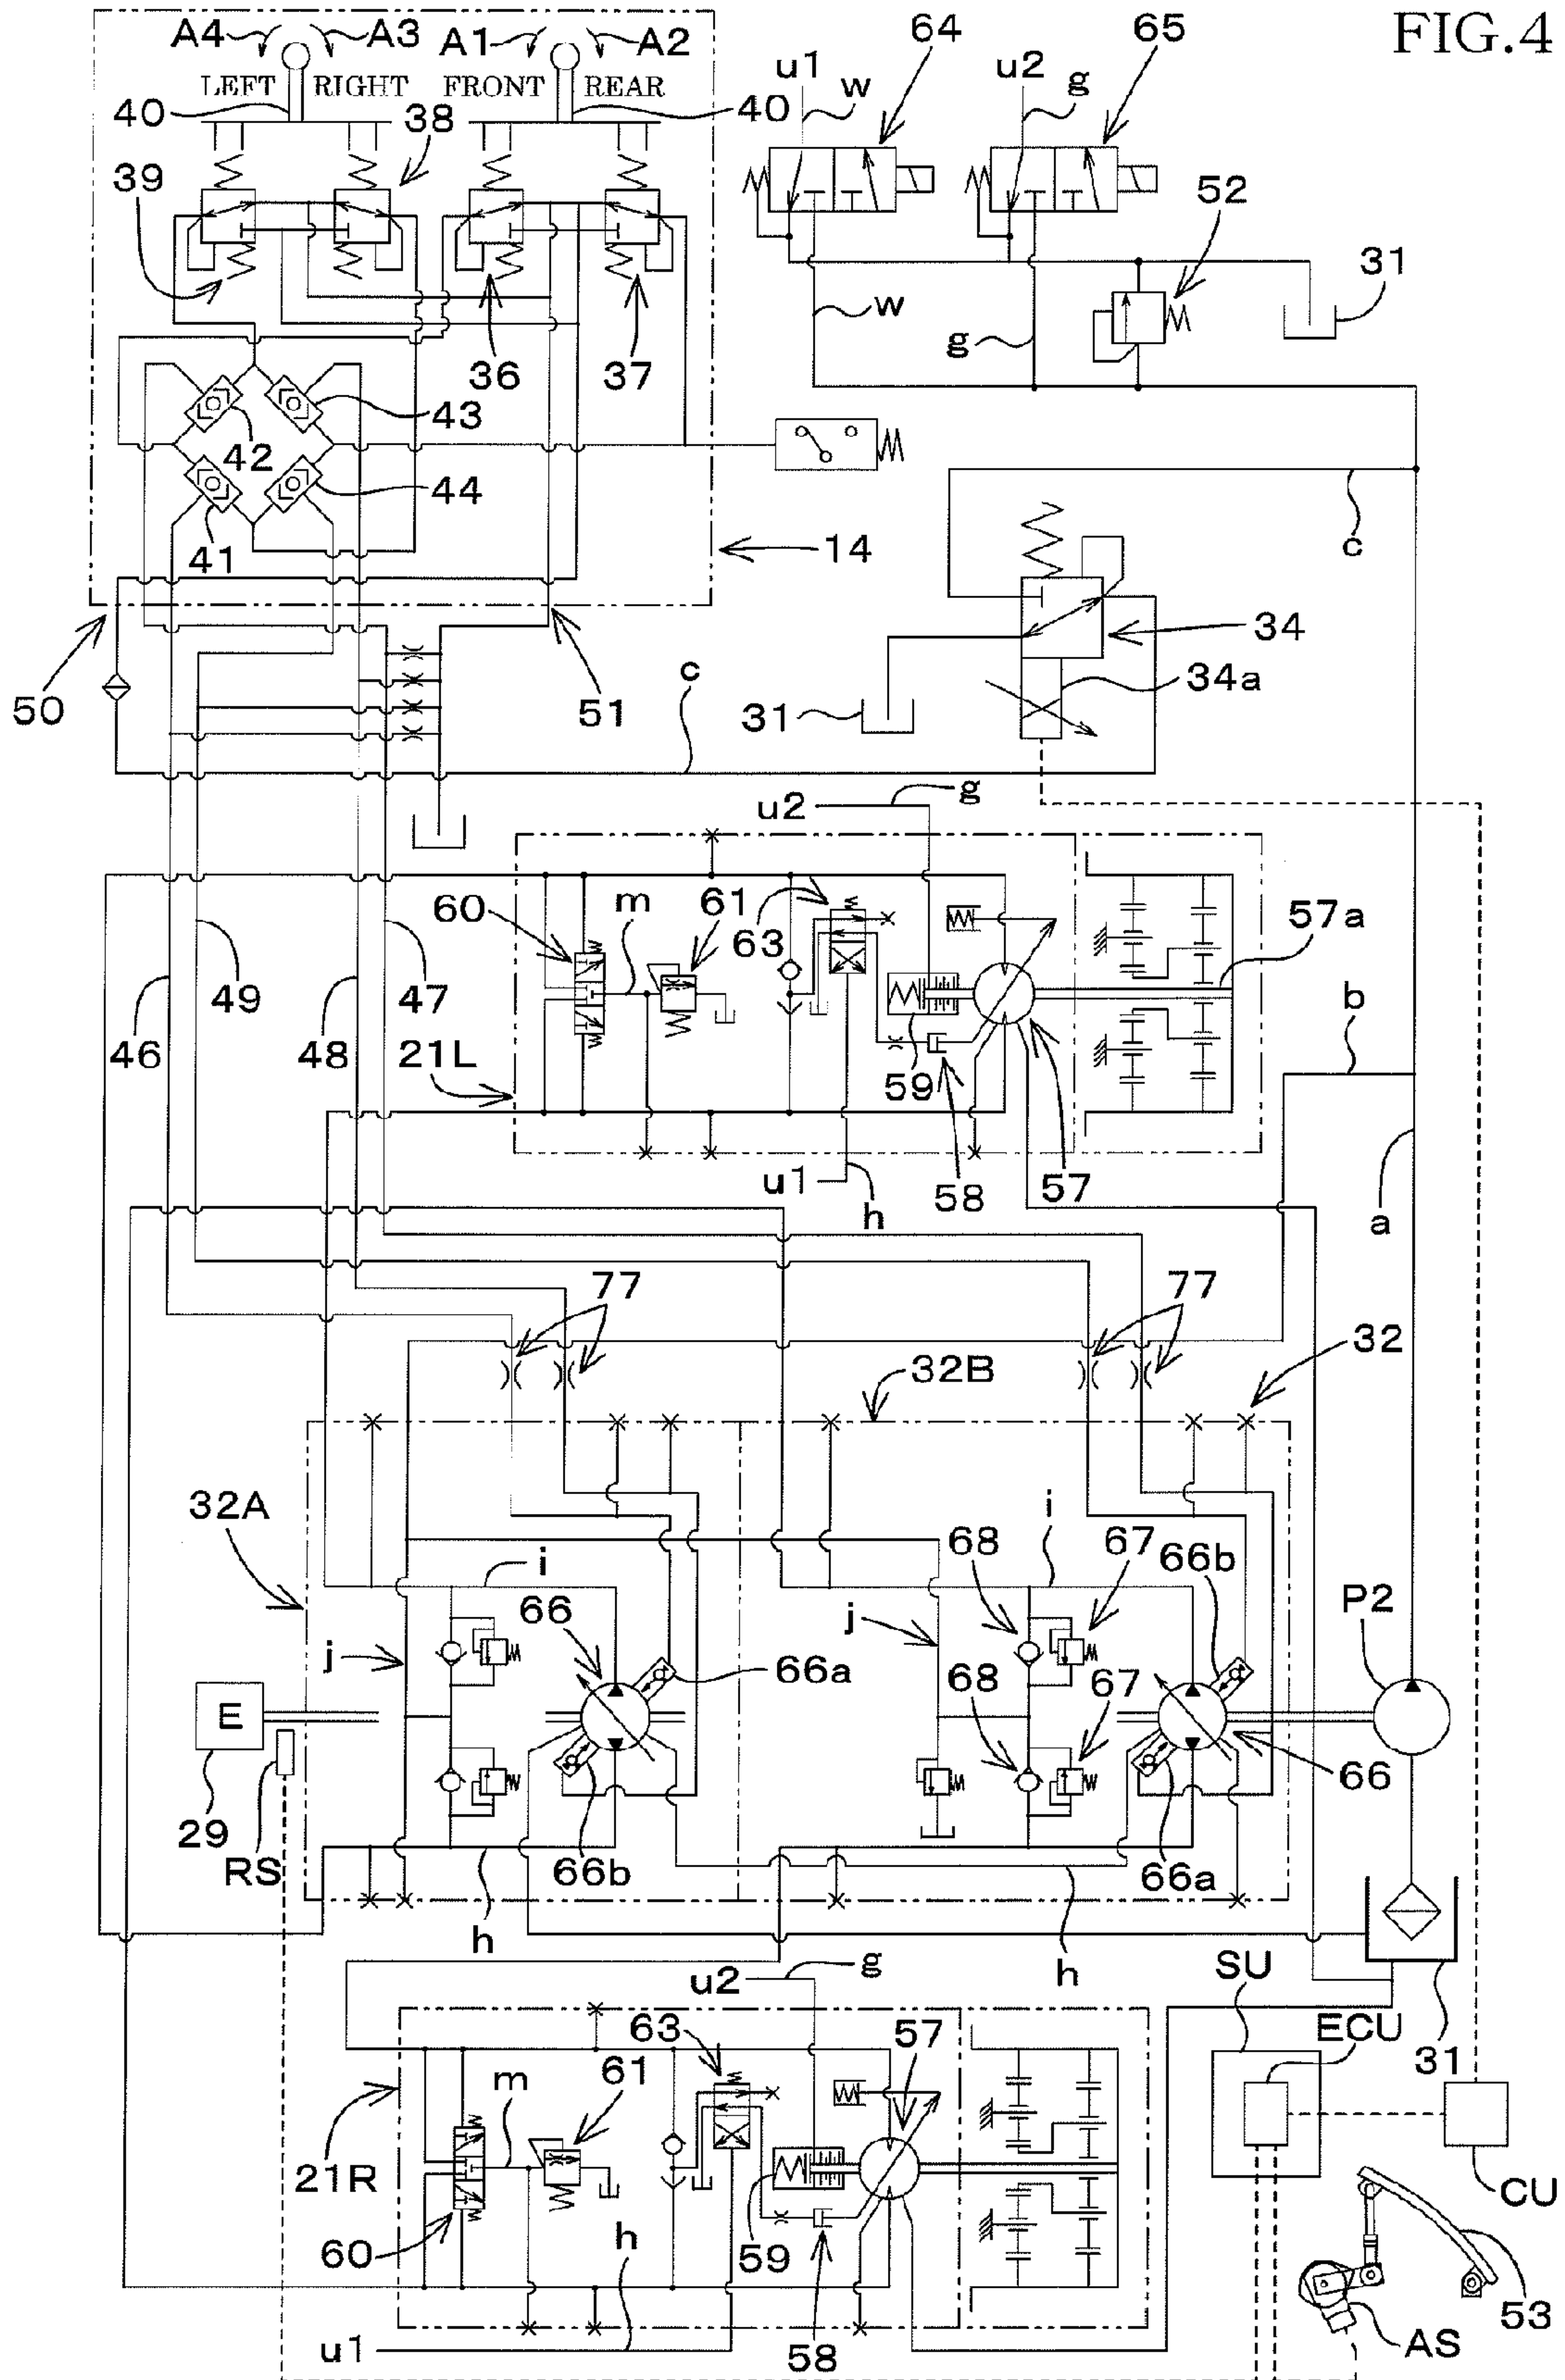 FIG.4
A4 A3 A1 A2
LEFT RIGHT FRONT REAR
40 38 40
39
36 37
u1 w 64
u2 g 65
52
31
w g
43
42
44
41
14
c
34
34a
50
51
31
c
u2 g
60 m 61 63
57a
46 49 48 47
21L
59
b
u1 h 58 57
a
77 77
32
32B
32A
i i
68 67 66b
66
P2
j j
66a
68 67
E
66
29
RS
66b 66a
h h
u2 g
SU
ECU
31
63 57
61
m
21R
CU
60
h
59
53
u1
58
AS